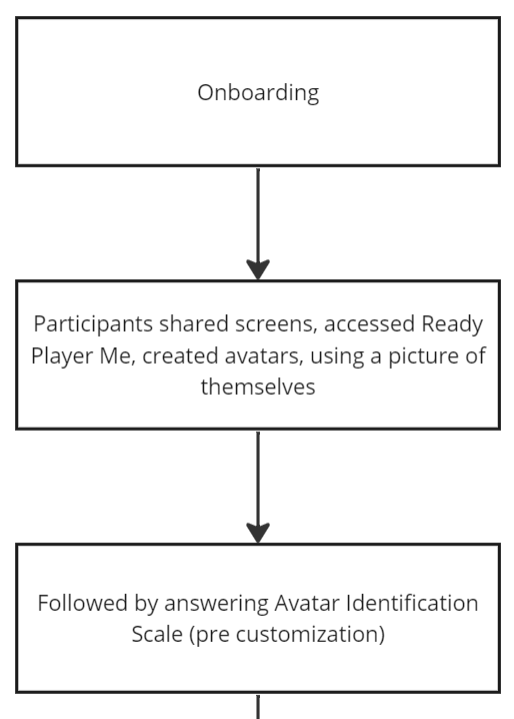 Onboarding
Participants shared screens, accessed Ready
Player Me, created avatars, using a picture of
themselves
Followed by answering Avatar Identification
Scale (pre customization)